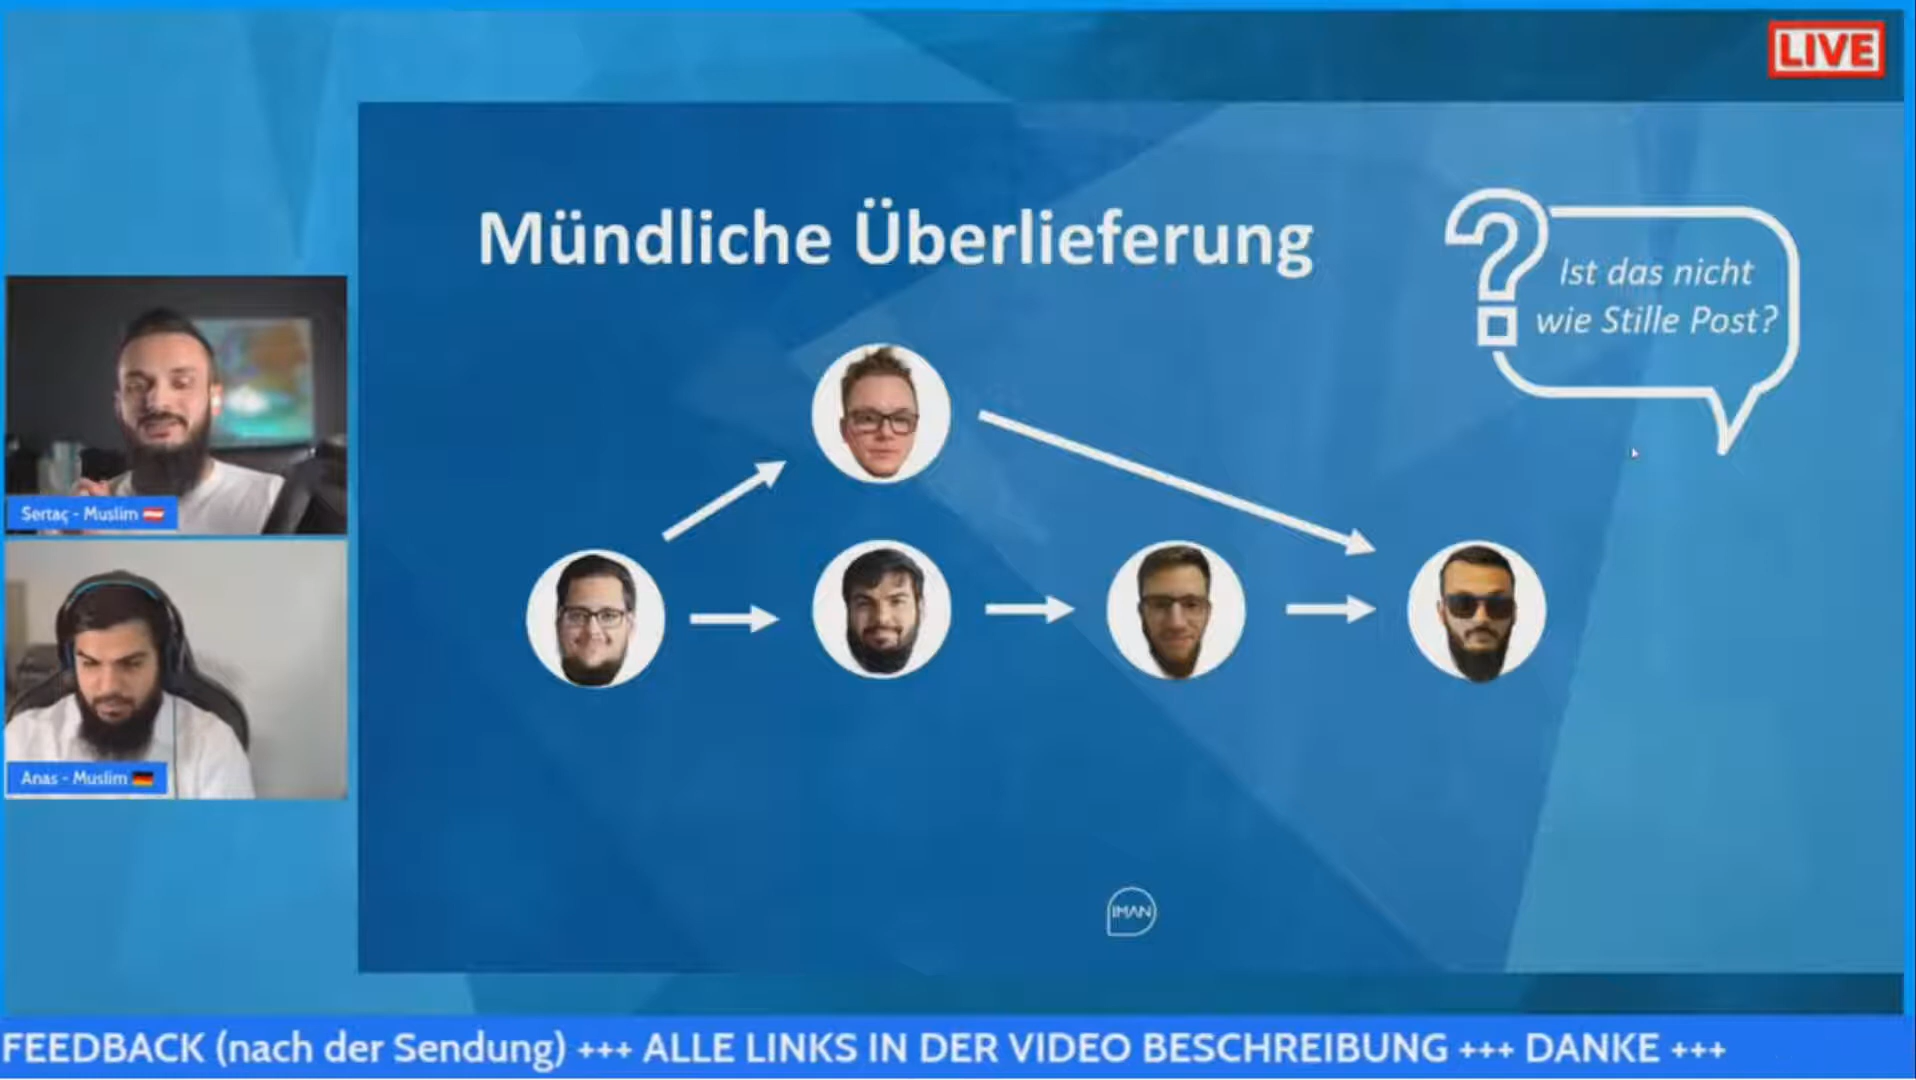 LIVE
Mündliche Überlieferung
Ist das nicht
wie Stille Post?
Sertaç - Muslim
Anas - Muslim
IMAN
FEEDBACK (nach der Sendung) +++ ALLE LINKS IN DER VIDEO BESCHREIBUNG +++ DANKE +++